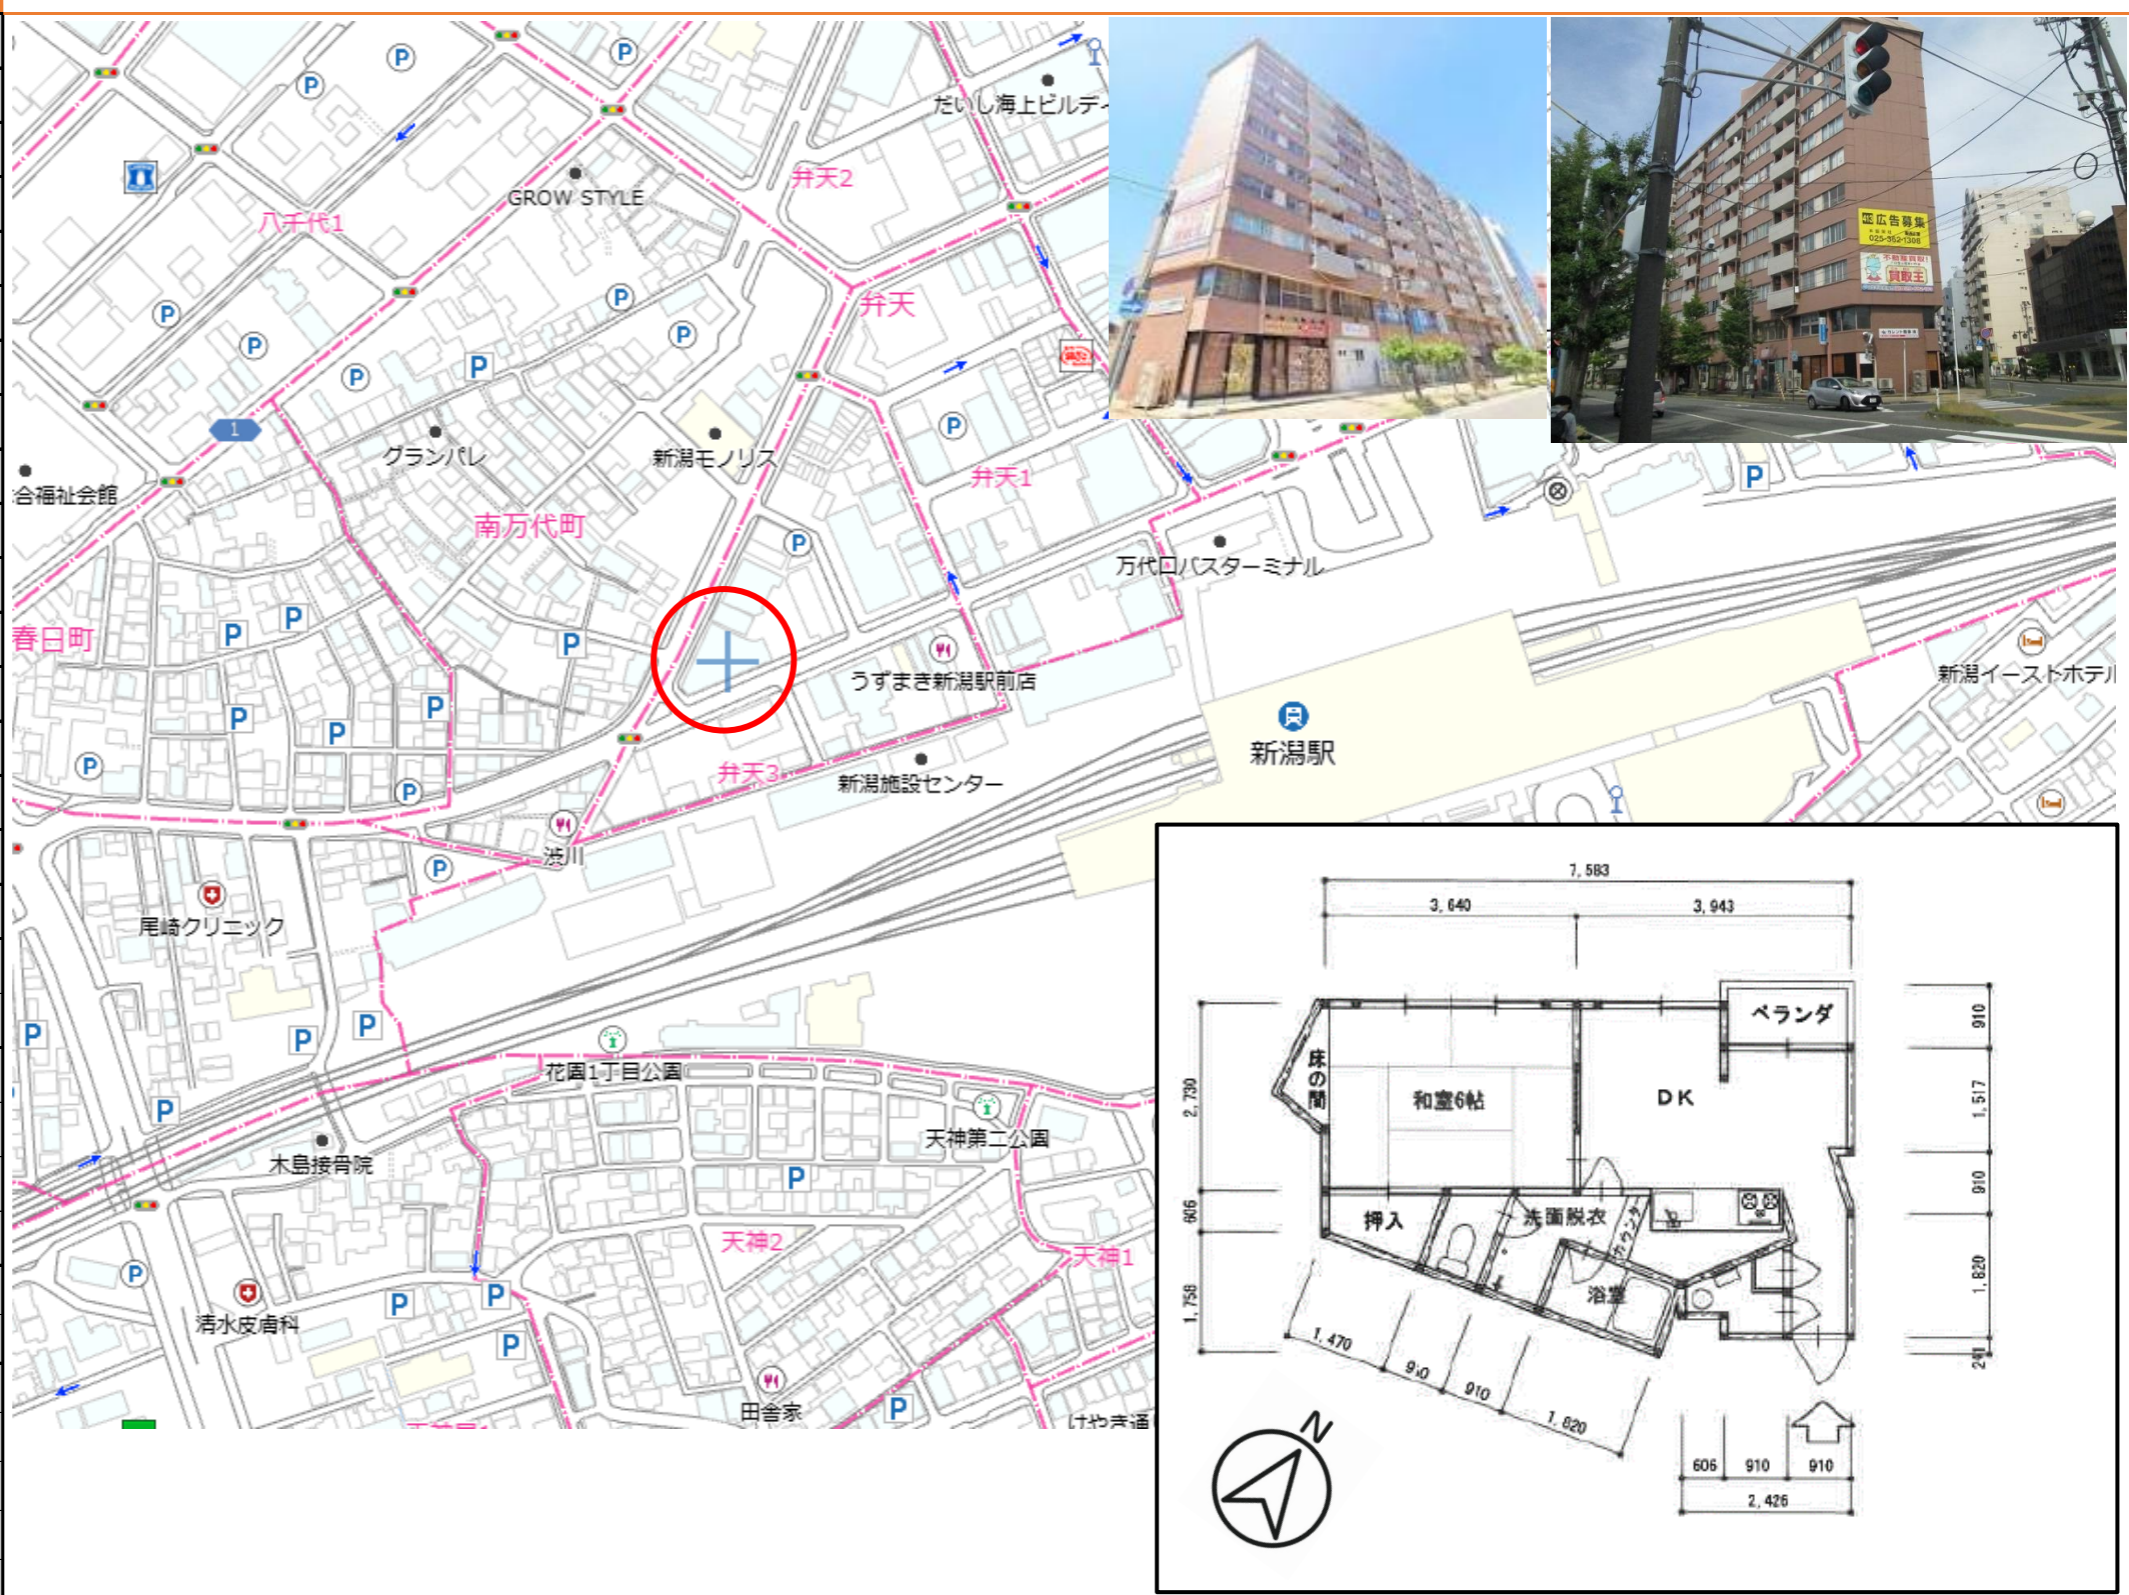 だいし海上ビルデ
弁天2
GROW STYLE
八千代1
弁天
1
グランパレ
新潟モノリス
弁天1
合福祉会館
南万代町
万代口バスターミナル
春日町
うずまき新潟駅前店
新潟イーストホテル
新潟駅
弁天3
新潟施設センター
渋川
尾崎クリニック
花園1丁目公園
天神第二公園
木島接骨院
天神2
天神1
清水皮膚科
田舎家
けやき通
広告募集
025-352-1308
不動産買取!
買取王
7,583
3,640
3,943
ベランダ
910
床の間
和室6帖
DK
2,730
1,517
910
606
押入
洗面脱衣
カウンター
浴室
1,758
1,820
241
1,470
910
910
1,820
N
606
910
910
2,426